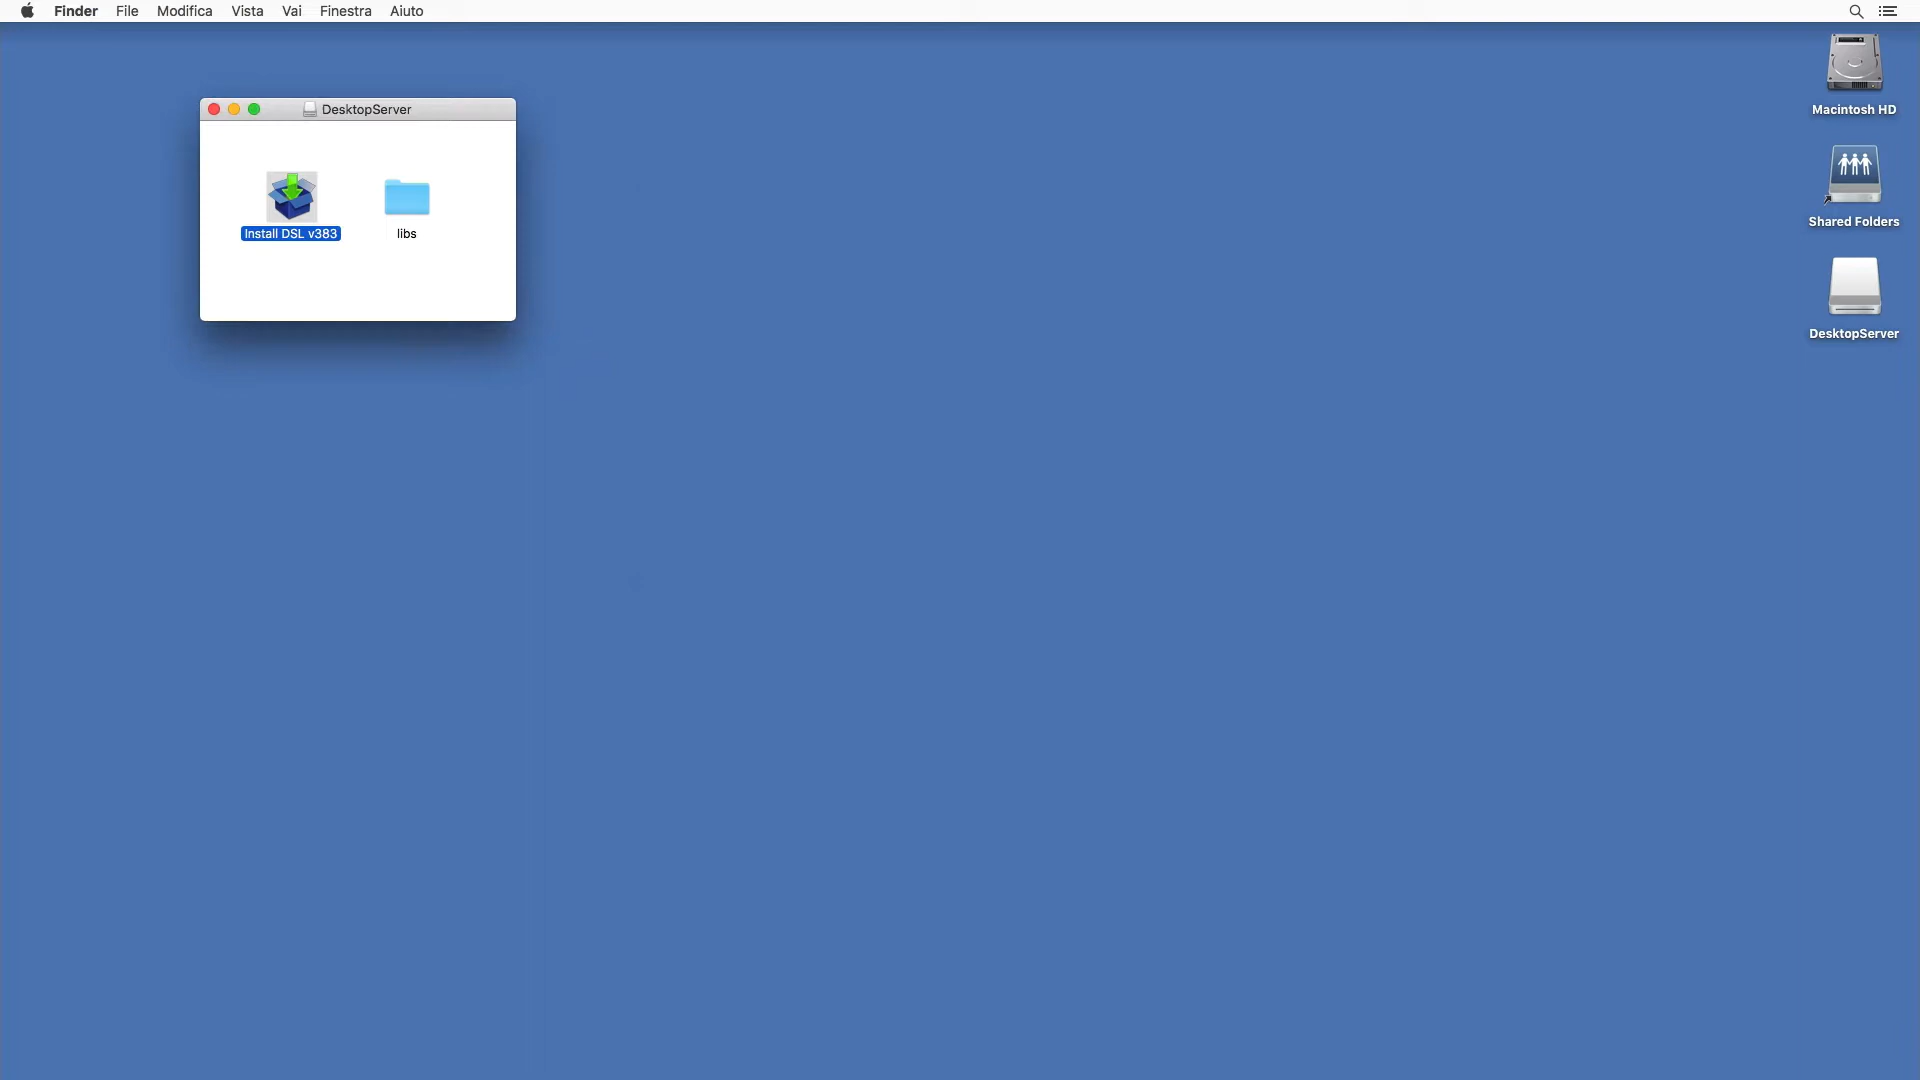 Finder File Modifica Vista Vai Finestra Aiuto
DesktopServer
Install DSL v383
libs
Macintosh HD
Shared Folders
DesktopServer